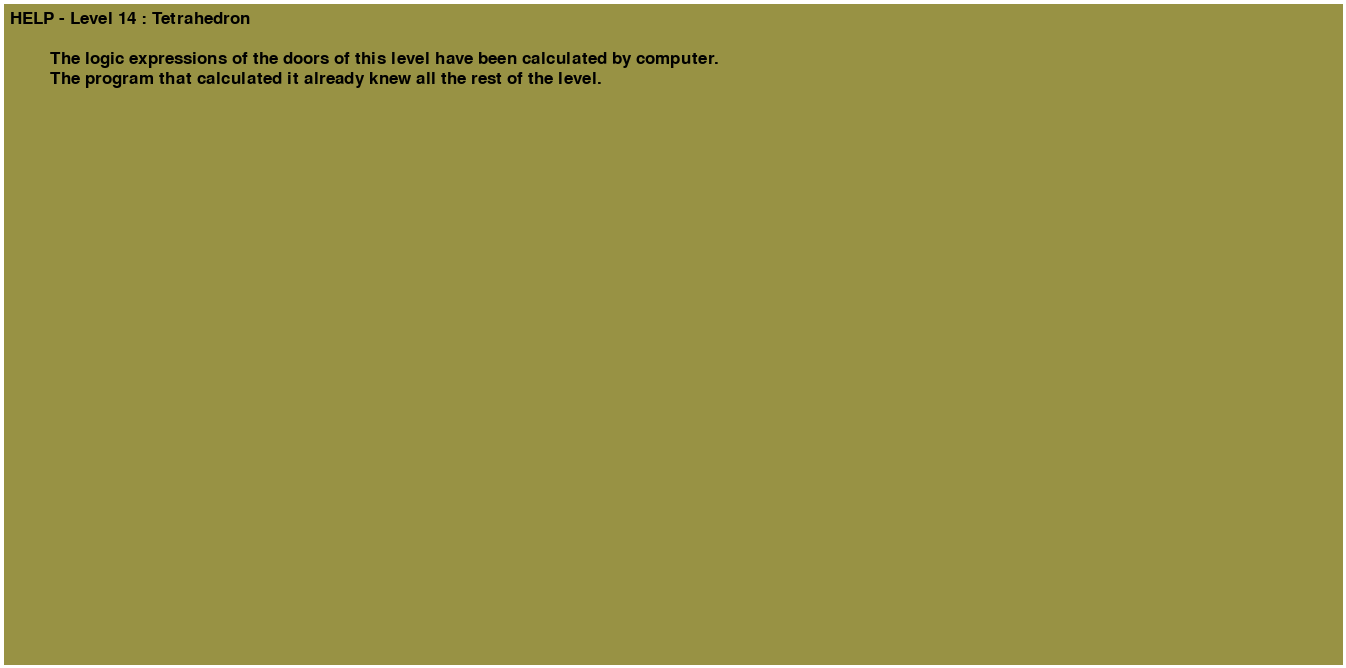 HELP - Level 14 : Tetrahedron
The logic expressions of the doors of this level have been calculated by computer.
The program that calculated it already knew all the rest of the level.